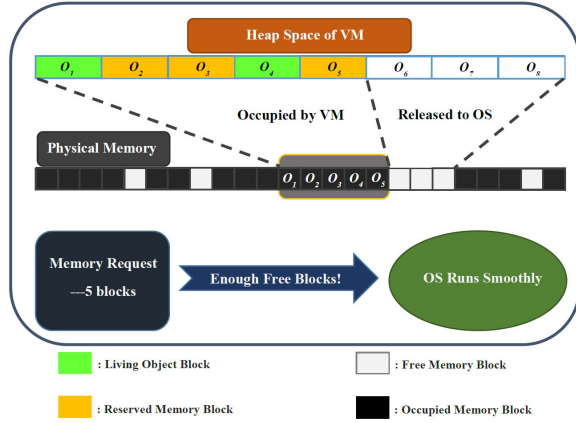 Heap Space of VM
O1 O2 O3 O4 O5 O6 O7 O8
Occupied by VM Released to OS
Physical Memory
O1 O2 O3 O4 O5
Memory Request
---5 blocks
Enough Free Blocks!
OS Runs Smoothly
: Living Object Block
: Free Memory Block
: Reserved Memory Block
: Occupied Memory Block